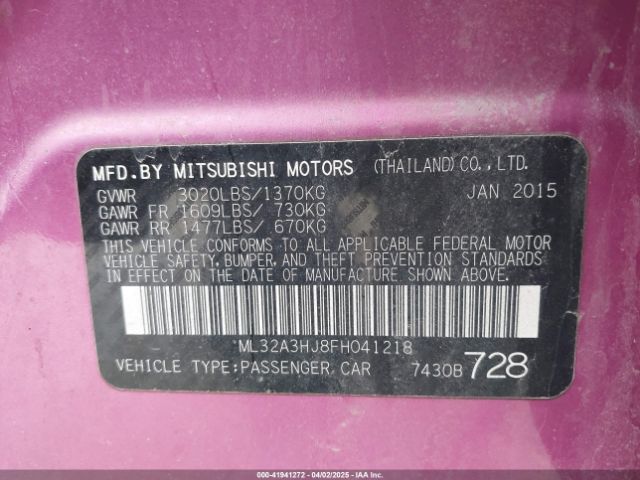 MFD. BY MITSUBISHI MOTORS (THAILAND) CO., LTD.
GVWR 3020LBS/1370KG JAN 2015
GAWR FR 1609LBS/ 730KG
GAWR RR 1477LBS/ 670KG
THIS VEHICLE CONFORMS TO ALL APPLICABLE FEDERAL MOTOR
VEHICLE SAFETY, BUMPER, AND THEFT PREVENTION STANDARDS
IN EFFECT ON THE DATE OF MANUFACTURE SHOWN ABOVE.
ML32A3HJ8FH041218
VEHICLE TYPE:PASSENGER CAR 7430B 728
000-41941272 - 04/02/2025 - IAAI.COM